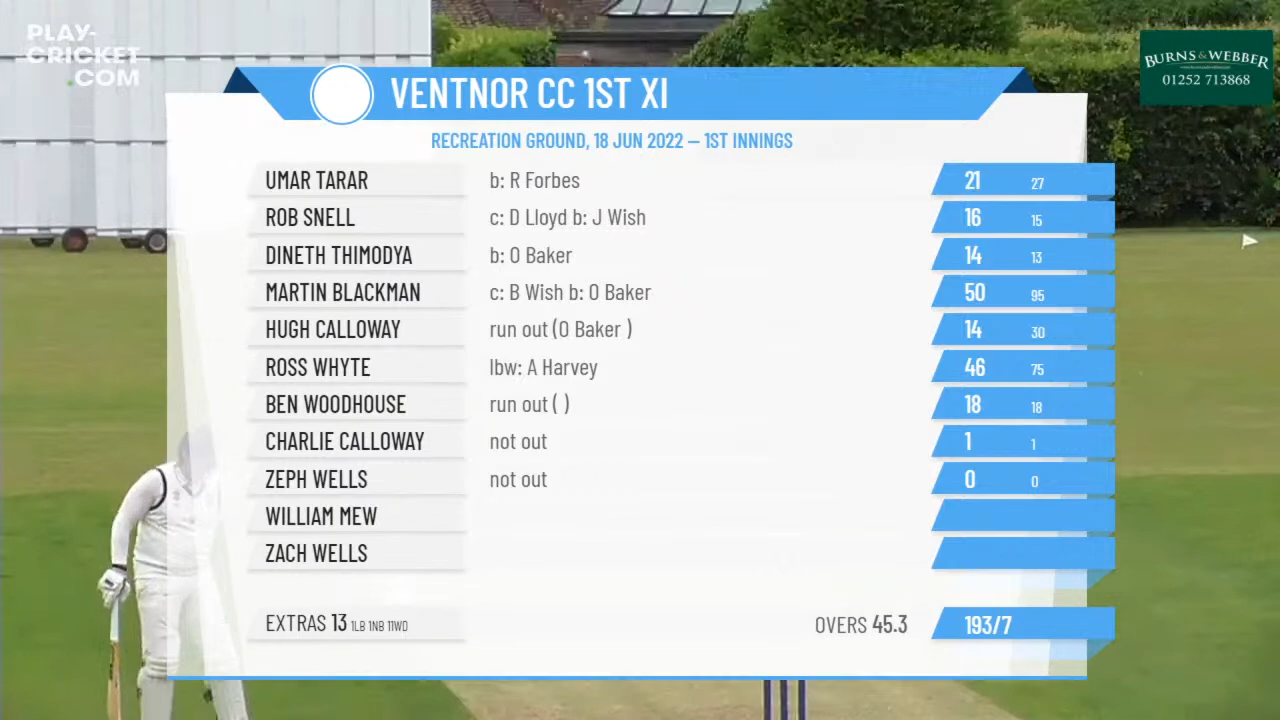 PLAY-
CRICKET
.COM
BURNS & WEBBER
01252 713868
VENTNOR CC 1ST XI
RECREATION GROUND, 18 JUN 2022 – 1ST INNINGS
UMAR TARAR b: R Forbes 21 27
ROB SNELL c: D Lloyd b: J Wish 16 15
DINETH THIMODYA b: O Baker 14 13
MARTIN BLACKMAN c: B Wish b: O Baker 50 95
HUGH CALLOWAY run out (O Baker ) 14 30
ROSS WHYTE lbw: A Harvey 46 75
BEN WOODHOUSE run out ( ) 18 18
CHARLIE CALLOWAY not out 1 1
ZEPH WELLS not out 0 0
WILLIAM MEW
ZACH WELLS
EXTRAS 13 1LB 1NB 11WD OVERS 45.3 193/7